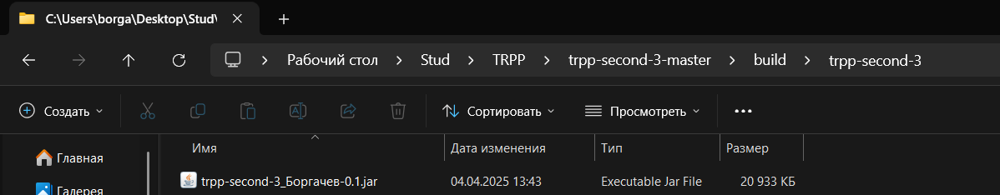 C:\Users\borga\Desktop\Stud\
Рабочий стол > Stud > TRPP > trpp-second-3-master > build > trpp-second-3
Создать Сортировать Просмотреть
Имя Дата изменения Тип Размер
Главная
trpp-second-3_Боргачев-0.1.jar 04.04.2025 13:43 Executable Jar File 20 933 КБ
Галерея